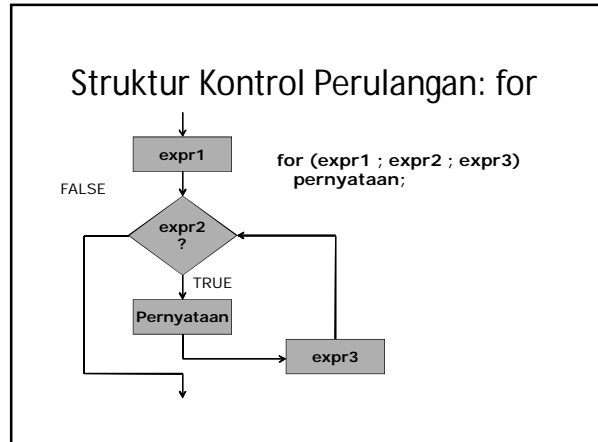 Struktur Kontrol Perulangan: for
expr1
for (expr1 ; expr2 ; expr3)
pernyataan;
FALSE
expr2
?
TRUE
Pernyataan
expr3